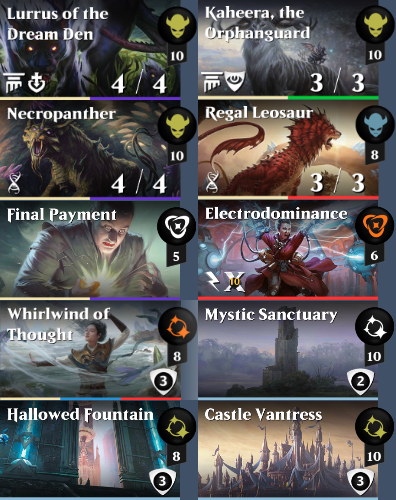 Lurrus of the
Dream Den
10
4 / 4
Kaheera, the
Orphanguard
10
3 / 3
Necropanther
10
4 / 4
Regal Leosaur
8
3 / 3
Final Payment
5
Electrodominance
6
X
10
Whirlwind of
Thought
8
3
Mystic Sanctuary
10
2
Hallowed Fountain
8
3
Castle Vantress
10
3